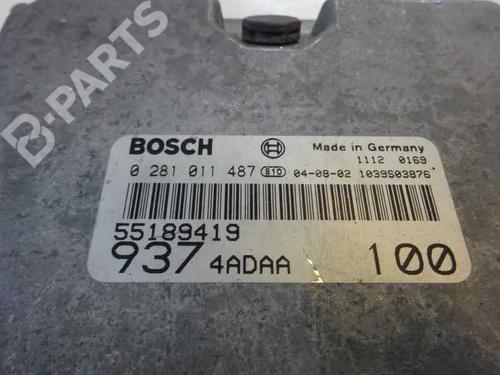 B-PARTS
BOSCH Made in Germany
1112 0169
0 281 011 487 810 04-08-02 1039S03876
55189419
937 4ADAA 100